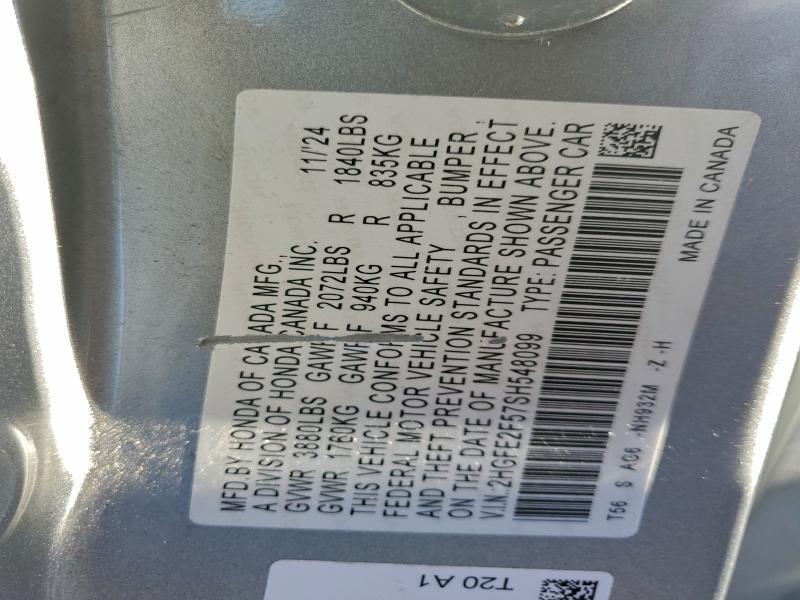 MFD.BY HONDA OF CANADA MFG., 11/24
A DIVISION OF HONDA CANADA INC.
GVWR 3880LBS GAWR F 2072LBS R 1840LBS
GVWR 1760KG GAWR F 940KG R 835KG
THIS VEHICLE CONFORMS TO ALL APPLICABLE
FEDERAL MOTOR VEHICLE SAFETY , BUMPER ,
AND THEFT PREVENTION STANDARDS IN EFFECT
ON THE DATE OF MANUFACTURE SHOWN ABOVE.
V.I.N.:2HGFE2F57SH548099 TYPE: PASSENGER CAR
T56 S AG6 -NH932M -Z -H
MADE IN CANADA
T20 A1